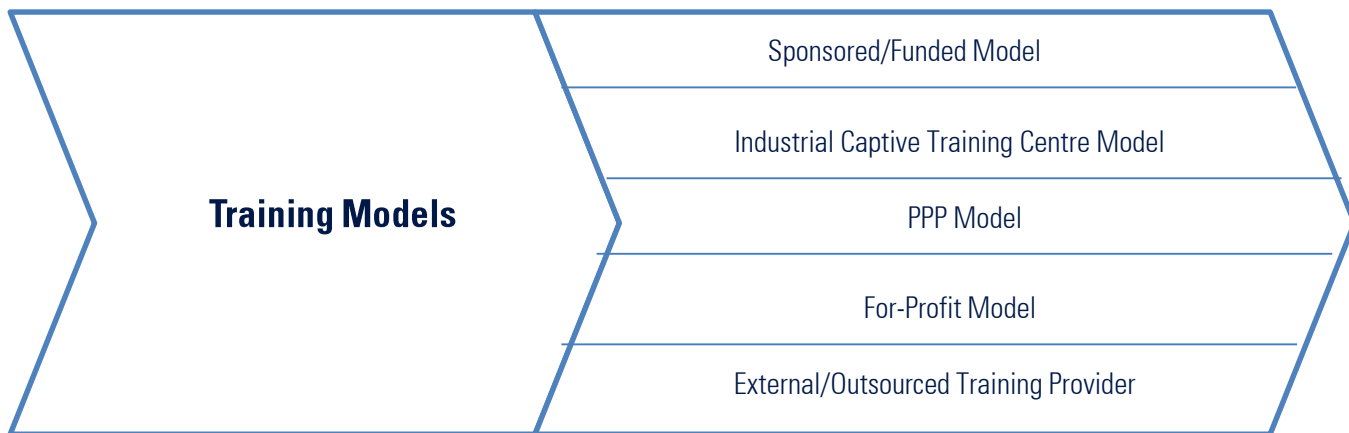 Training Models
Sponsored/Funded Model
Industrial Captive Training Centre Model
PPP Model
For-Profit Model
External/Outsourced Training Provider